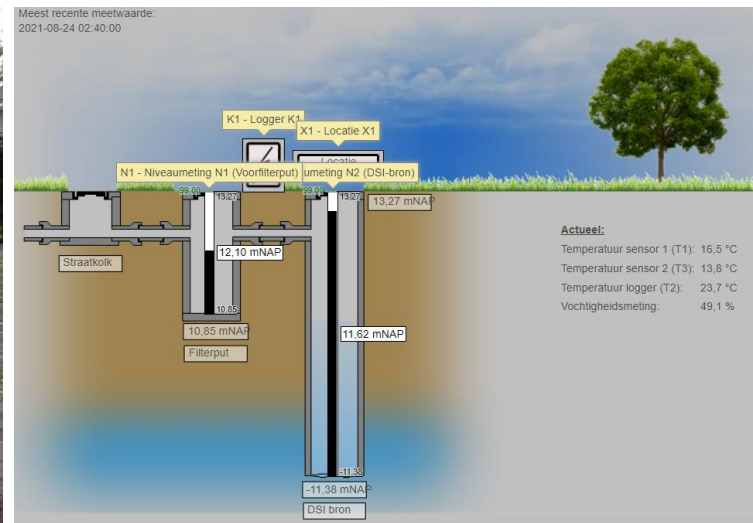 Meest recente meetwaarde:
2021-08-24 02:40:00
K1 - Logger K1
X1 - Locatie X1
Locatie
N1 - Niveaumeting N1 (Voorfilterput)
umeting N2 (DSI-bron)
99,00
13,27
99,00
13,27
13,27 mNAP
Straatkolk
12,10 mNAP
10,85
10,85 mNAP
Filterput
11,62 mNAP
-11,38
-11,38 mNAP
DSI bron
Actueel:
Temperatuur sensor 1 (T1): 16,5 °C
Temperatuur sensor 2 (T3): 13,8 °C
Temperatuur logger (T2): 23,7 °C
Vochtigheidsmeting: 49,1 %